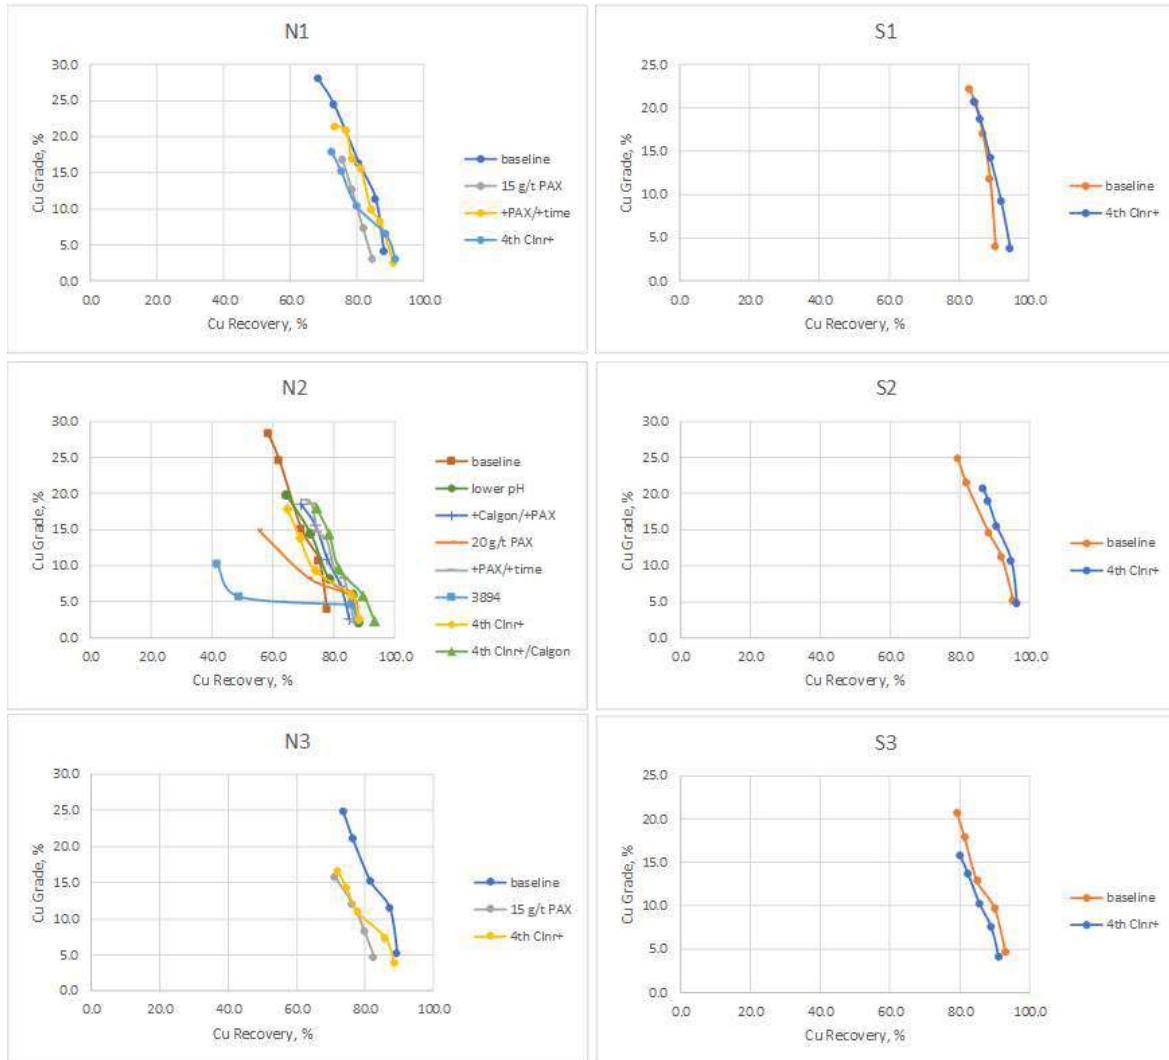 N1
Cu Grade, %
30.0
25.0
20.0
15.0
10.0
5.0
0.0
0.0 20.0 40.0 60.0 80.0 100.0
Cu Recovery, %
baseline
15 g/t PAX
+PAX/+time
4th Clnr+
S1
Cu Grade, %
25.0
20.0
15.0
10.0
5.0
0.0
0.0 20.0 40.0 60.0 80.0 100.0
Cu Recovery, %
baseline
4th Clnr+
N2
Cu Grade, %
30.0
25.0
20.0
15.0
10.0
5.0
0.0
0.0 20.0 40.0 60.0 80.0 100.0
Cu Recovery, %
baseline
lower pH
+Calgon/+PAX
20 g/t PAX
+PAX/+time
3894
4th Clnr+
4th Clnr+/Calgon
S2
Cu Grade, %
30.0
25.0
20.0
15.0
10.0
5.0
0.0
0.0 20.0 40.0 60.0 80.0 100.0
Cu Recovery, %
baseline
4th Clnr+
N3
Cu Grade, %
30.0
25.0
20.0
15.0
10.0
5.0
0.0
0.0 20.0 40.0 60.0 80.0 100.0
Cu Recovery, %
baseline
15 g/t PAX
4th Clnr+
S3
Cu Grade, %
25.0
20.0
15.0
10.0
5.0
0.0
0.0 20.0 40.0 60.0 80.0 100.0
Cu Recovery, %
baseline
4th Clnr+